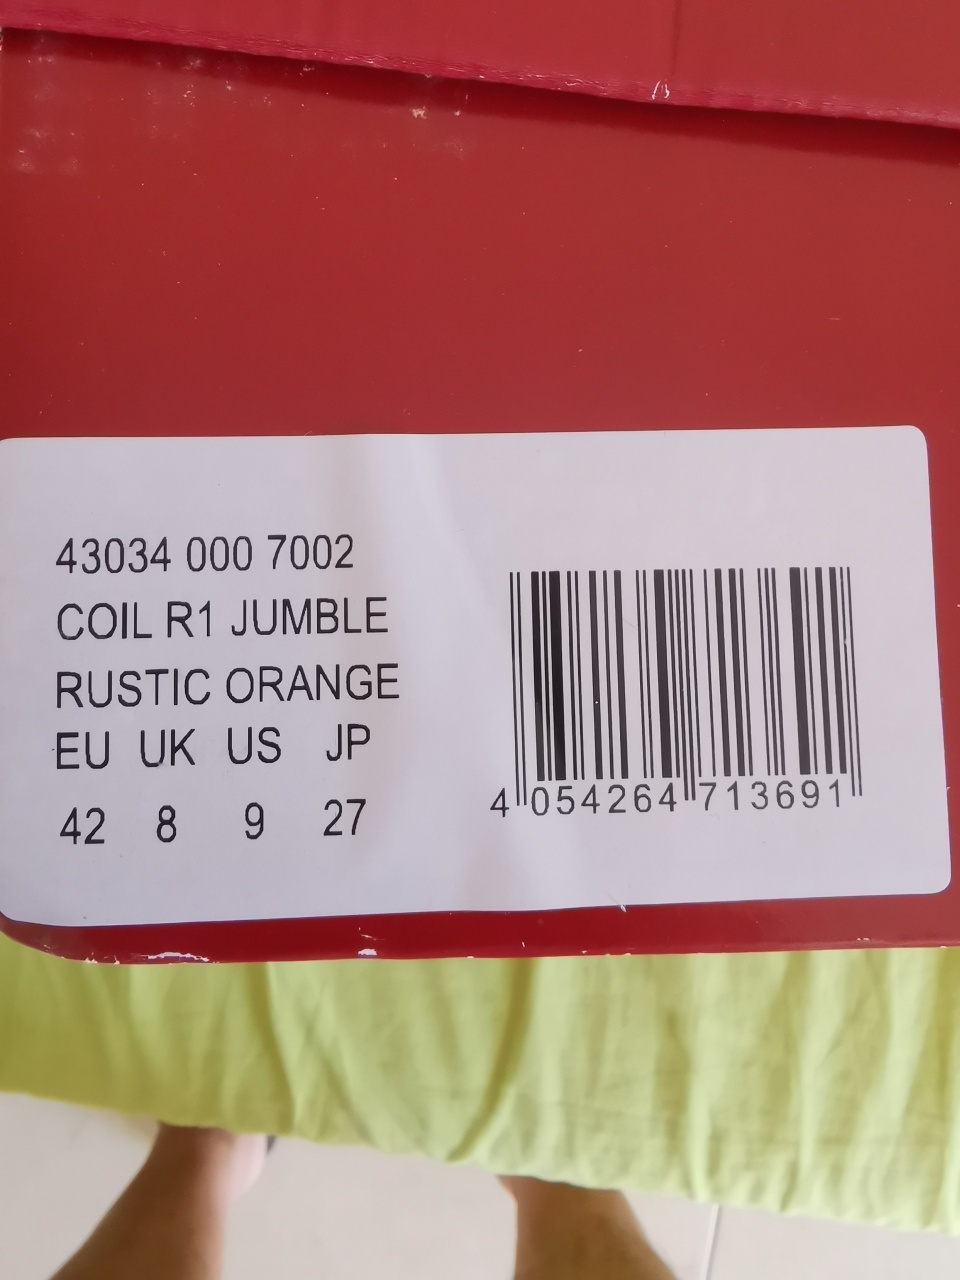 43034 000 7002
COIL R1 JUMBLE
RUSTIC ORANGE
EU UK US JP
42 8 9 27
4 054264 713691